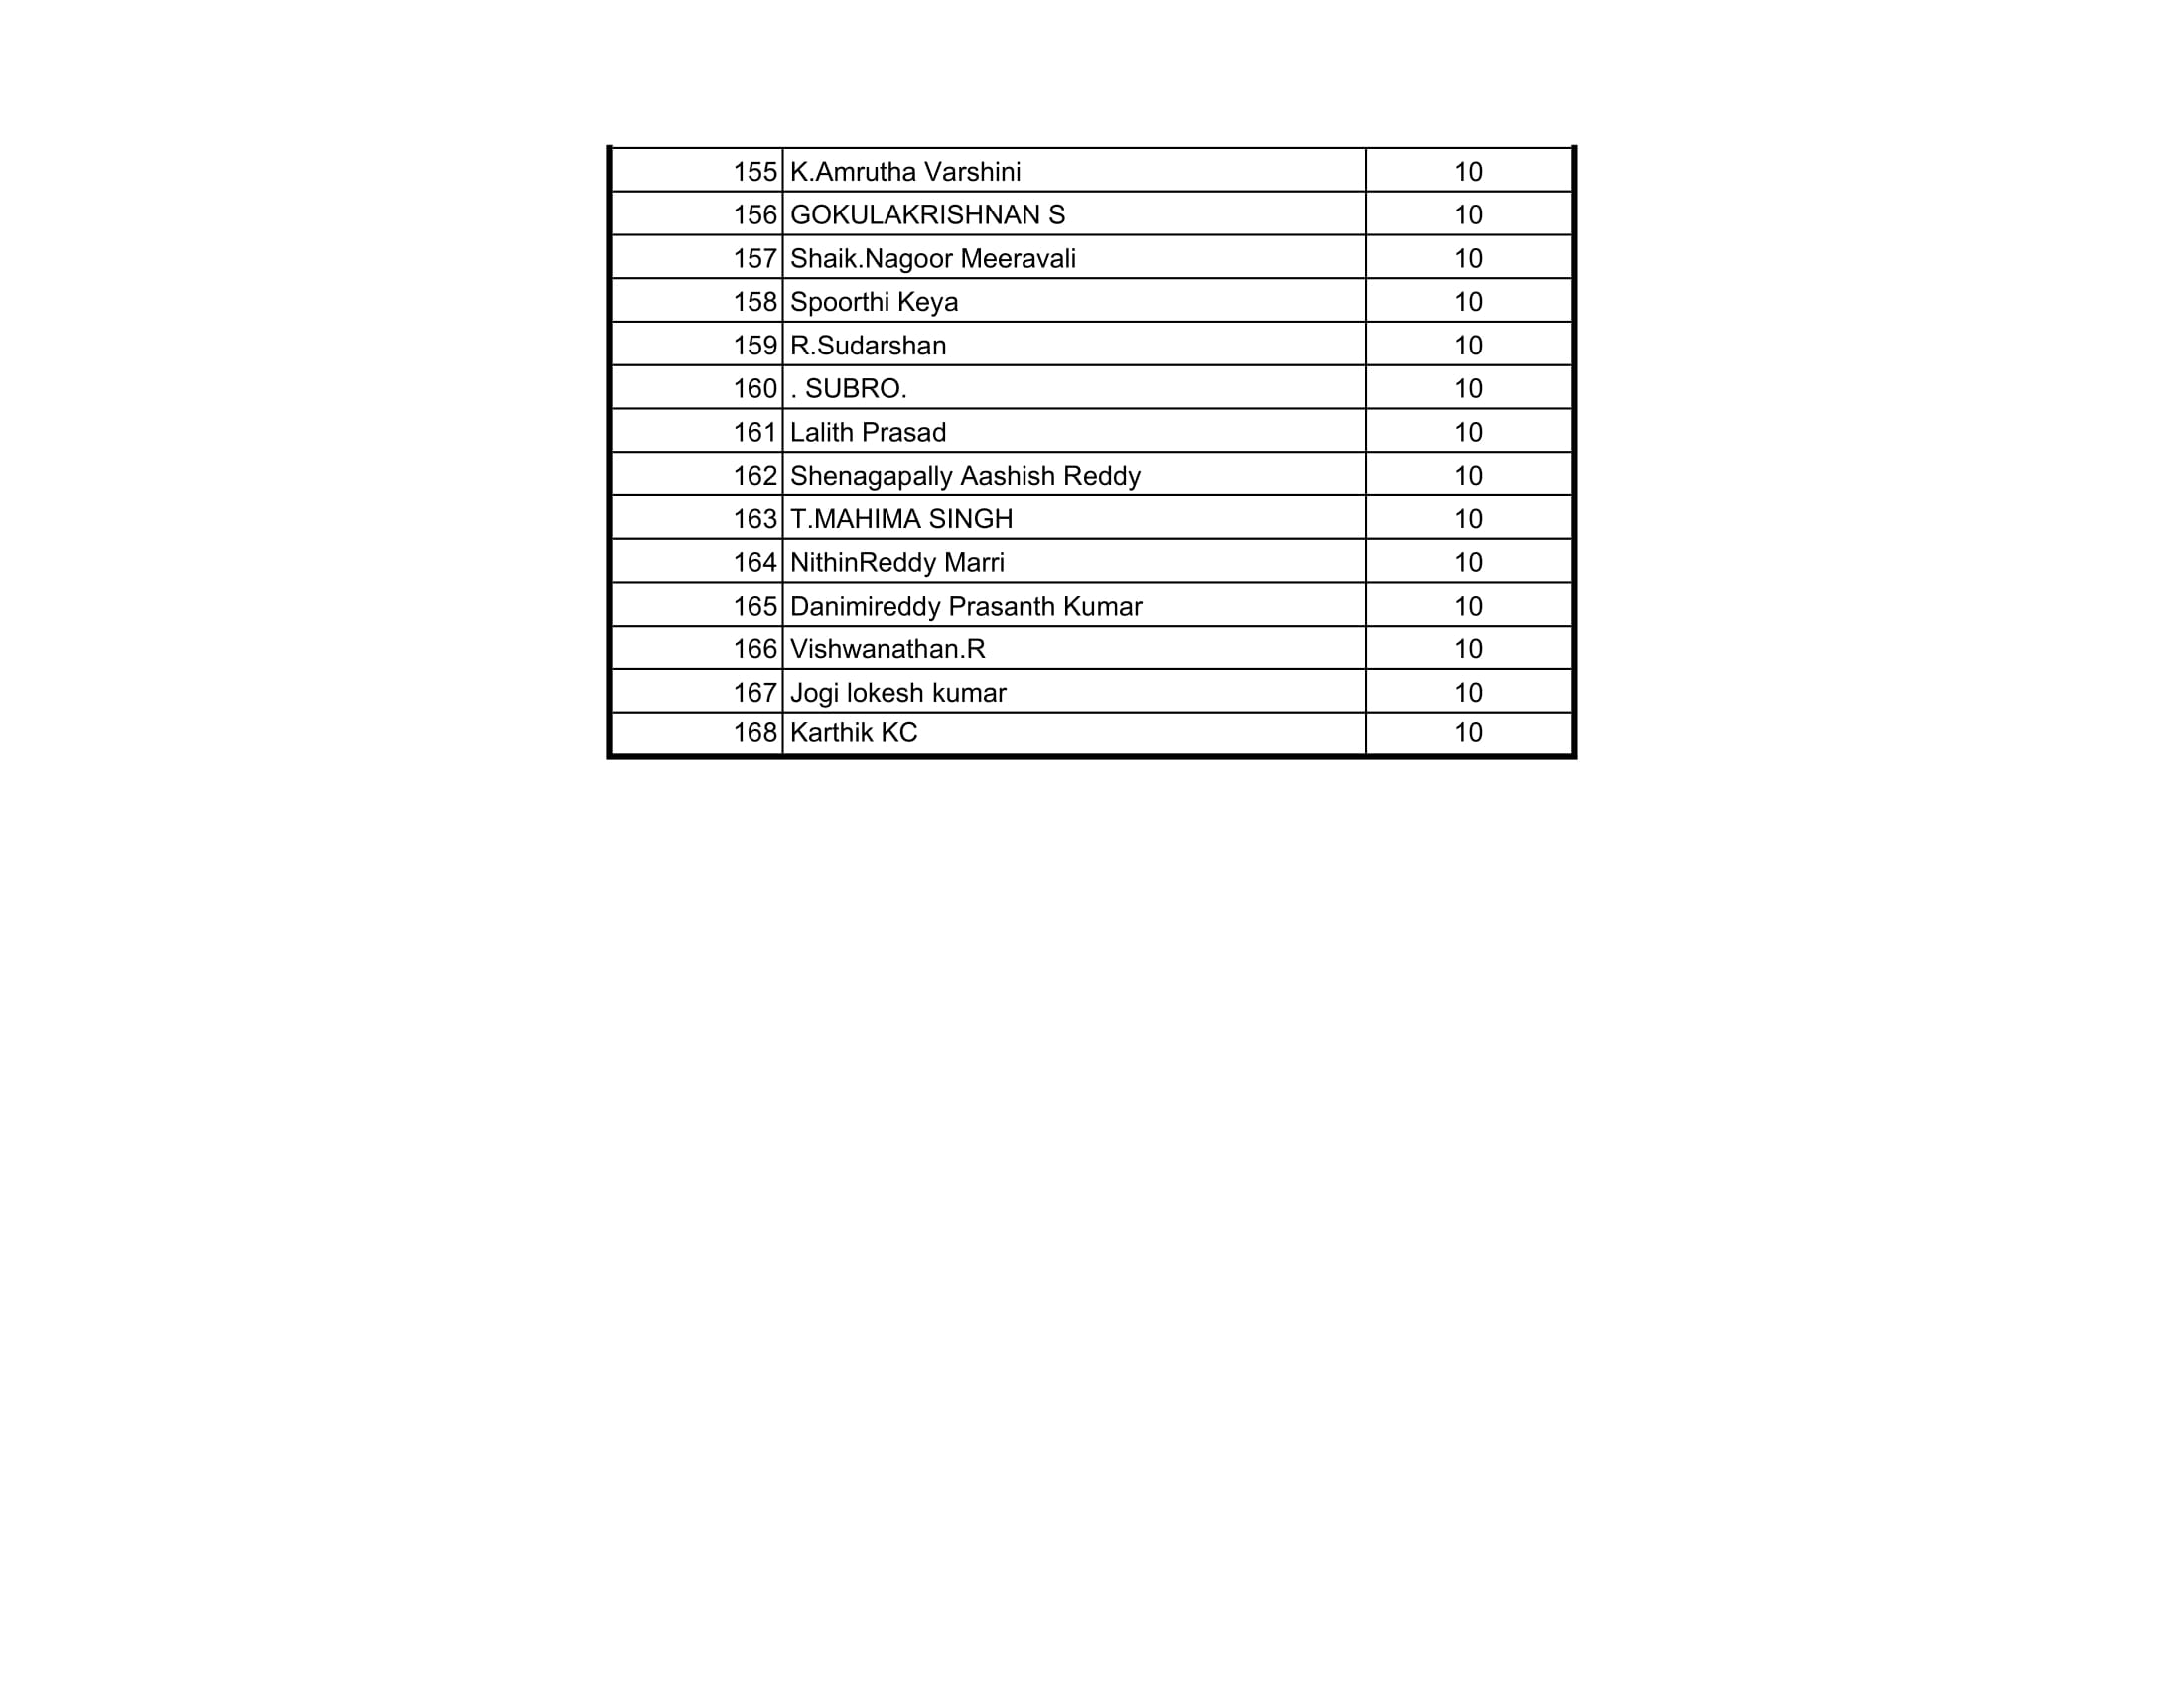 155 K.Amrutha Varshini 10
156 GOKULAKRISHNAN S 10
157 Shaik.Nagoor Meeravali 10
158 Spoorthi Keya 10
159 R.Sudarshan 10
160 . SUBRO. 10
161 Lalith Prasad 10
162 Shenagapally Aashish Reddy 10
163 T.MAHIMA SINGH 10
164 NithinReddy Marri 10
165 Danimireddy Prasanth Kumar 10
166 Vishwanathan.R 10
167 Jogi lokesh kumar 10
168 Karthik KC 10